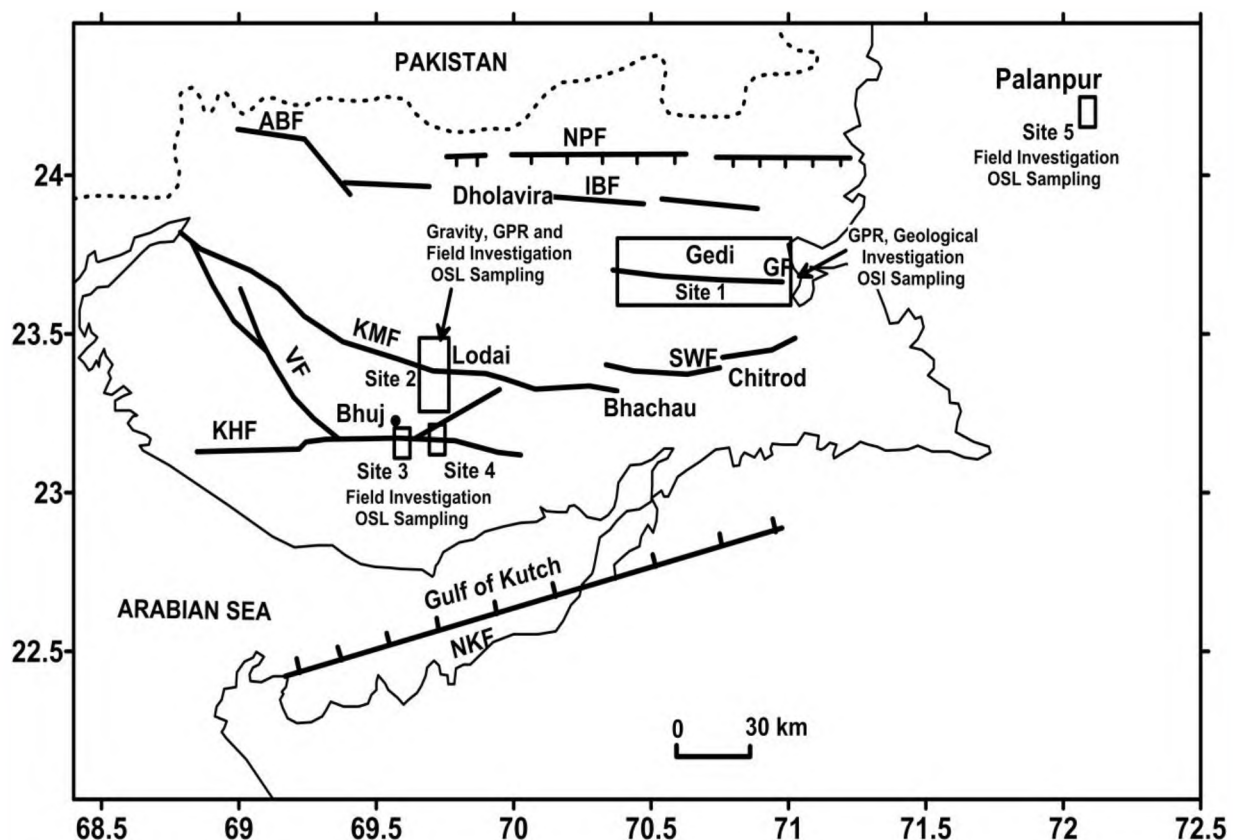 PAKISTAN
Palanpur
Site 5
Field Investigation
OSL Sampling
ABF
NPF
24
IBF
Dholavira
Gravity, GPR and
Field Investigation
OSL Sampling
GPR, Geological
Investigation
OSI Sampling
Gedi
GF
Site 1
23.5
KMF
Lodai
SWF
VF
Site 2
Chitrod
Bhachau
Bhuj
KHF
Site 3
Site 4
Field Investigation
OSL Sampling
23
Gulf of Kutch
ARABIAN SEA
NKF
22.5
0
30 km
68.5
69
69.5
70
70.5
71
71.5
72
72.5